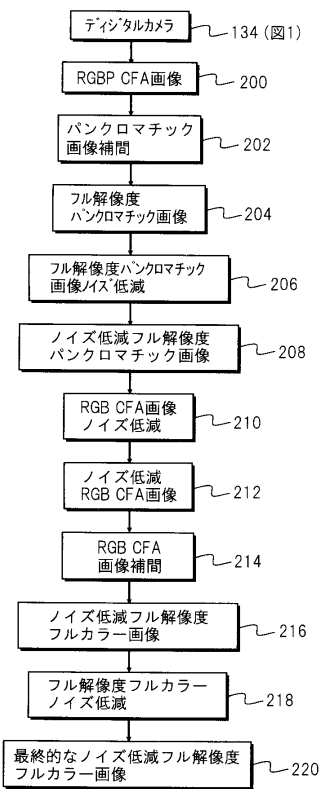 ディジタルカメラ
134 (図1)
RGBP CFA画像
200
パンクロマチック
画像補間
202
フル解像度
パンクロマチック画像
204
フル解像度パンクロマチック
画像ノイズ低減
206
ノイズ低減フル解像度
パンクロマチック画像
208
RGB CFA画像
ノイズ低減
210
ノイズ低減
RGB CFA画像
212
RGB CFA
画像補間
214
ノイズ低減フル解像度
フルカラー画像
216
フル解像度フルカラー
ノイズ低減
218
最終的なノイズ低減フル解像度
フルカラー画像
220